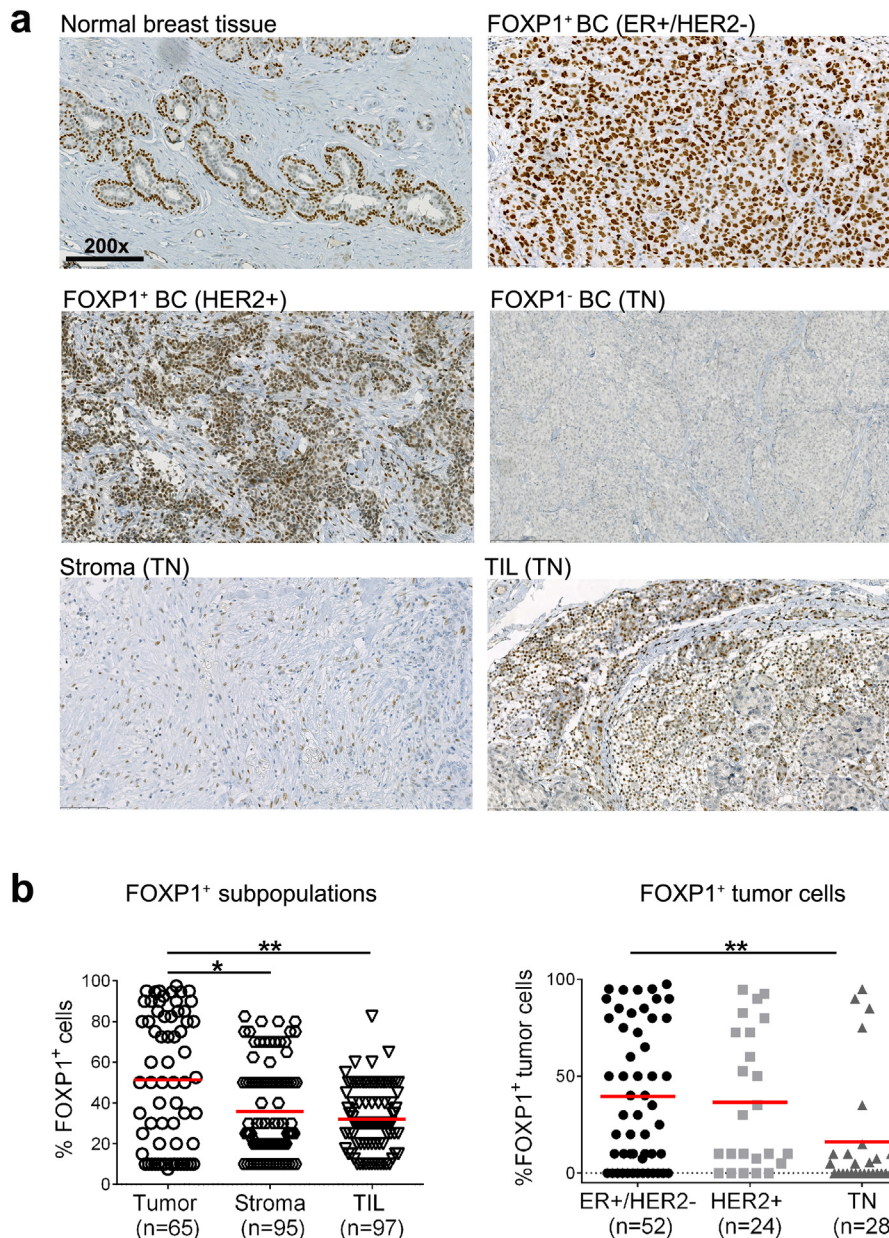 a
Normal breast tissue
FOXP1⁺ BC (ER+/HER2-)
200x
FOXP1⁺ BC (HER2+)
FOXP1⁻ BC (TN)
Stroma (TN)
TIL (TN)
b
FOXP1⁺ subpopulations
FOXP1⁺ tumor cells
**
*
% FOXP1⁺ cells
100
80
60
40
20
0
Tumor
(n=65)
Stroma
(n=95)
TIL
(n=97)
**
%FOXP1⁺ tumor cells
100
50
0
ER+/HER2-
(n=52)
HER2+
(n=24)
TN
(n=28